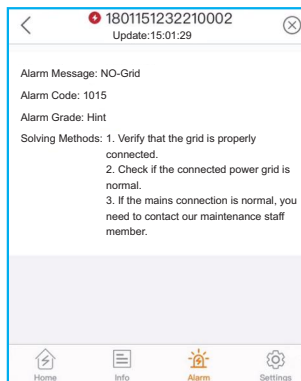 1801151232210002
Update:15:01:29
Alarm Message: NO-Grid
Alarm Code: 1015
Alarm Grade: Hint
Solving Methods: 1. Verify that the grid is properly
connected.
2. Check if the connected power grid is
normal.
3. If the mains connection is normal, you
need to contact our maintenance staff
member.
Home Info Alarm Settings